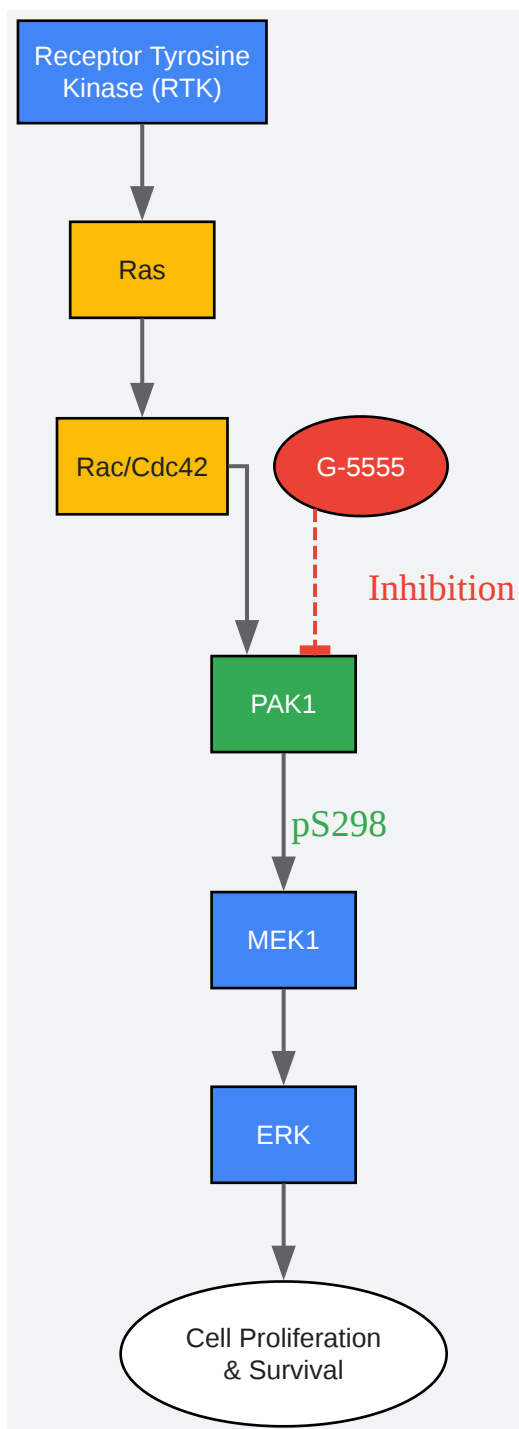 Receptor Tyrosine
Kinase (RTK)
Ras
Rac/Cdc42
G-5555
Inhibition
PAK1
pS298
MEK1
ERK
Cell Proliferation
& Survival